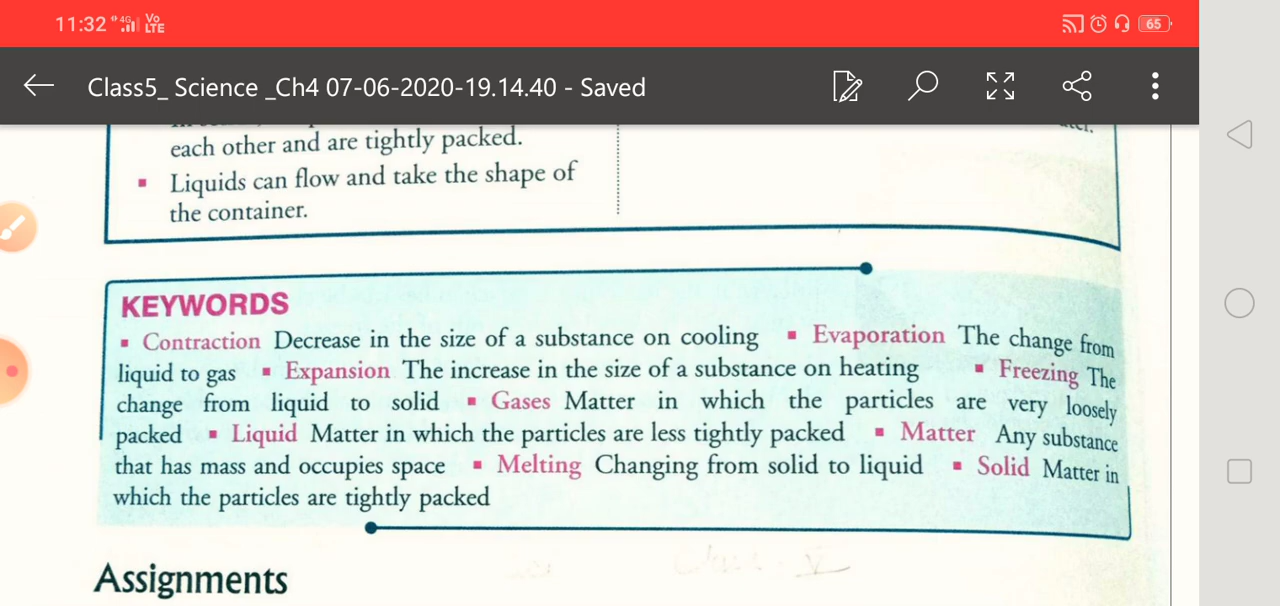 11:32 4G Vo LTE 65
Class5_ Science _Ch4 07-06-2020-19.14.40 - Saved
each other and are tightly packed.
▪ Liquids can flow and take the shape of
the container.
KEYWORDS
▪ Contraction Decrease in the size of a substance on cooling ▪ Evaporation The change from
liquid to gas ▪ Expansion The increase in the size of a substance on heating ▪ Freezing The
change from liquid to solid ▪ Gases Matter in which the particles are very loosely
packed ▪ Liquid Matter in which the particles are less tightly packed ▪ Matter Any substance
that has mass and occupies space ▪ Melting Changing from solid to liquid ▪ Solid Matter in
which the particles are tightly packed
Assignments